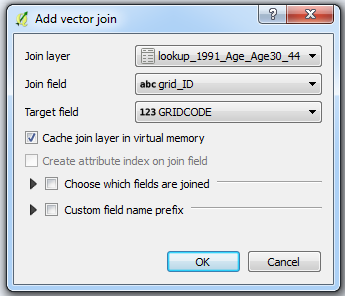 Add vector join
Join layer lookup_1991_Age_Age30_44
Join field abc grid_ID
Target field 123 GRIDCODE
Cache join layer in virtual memory
Create attribute index on join field
Choose which fields are joined
Custom field name prefix
OK Cancel